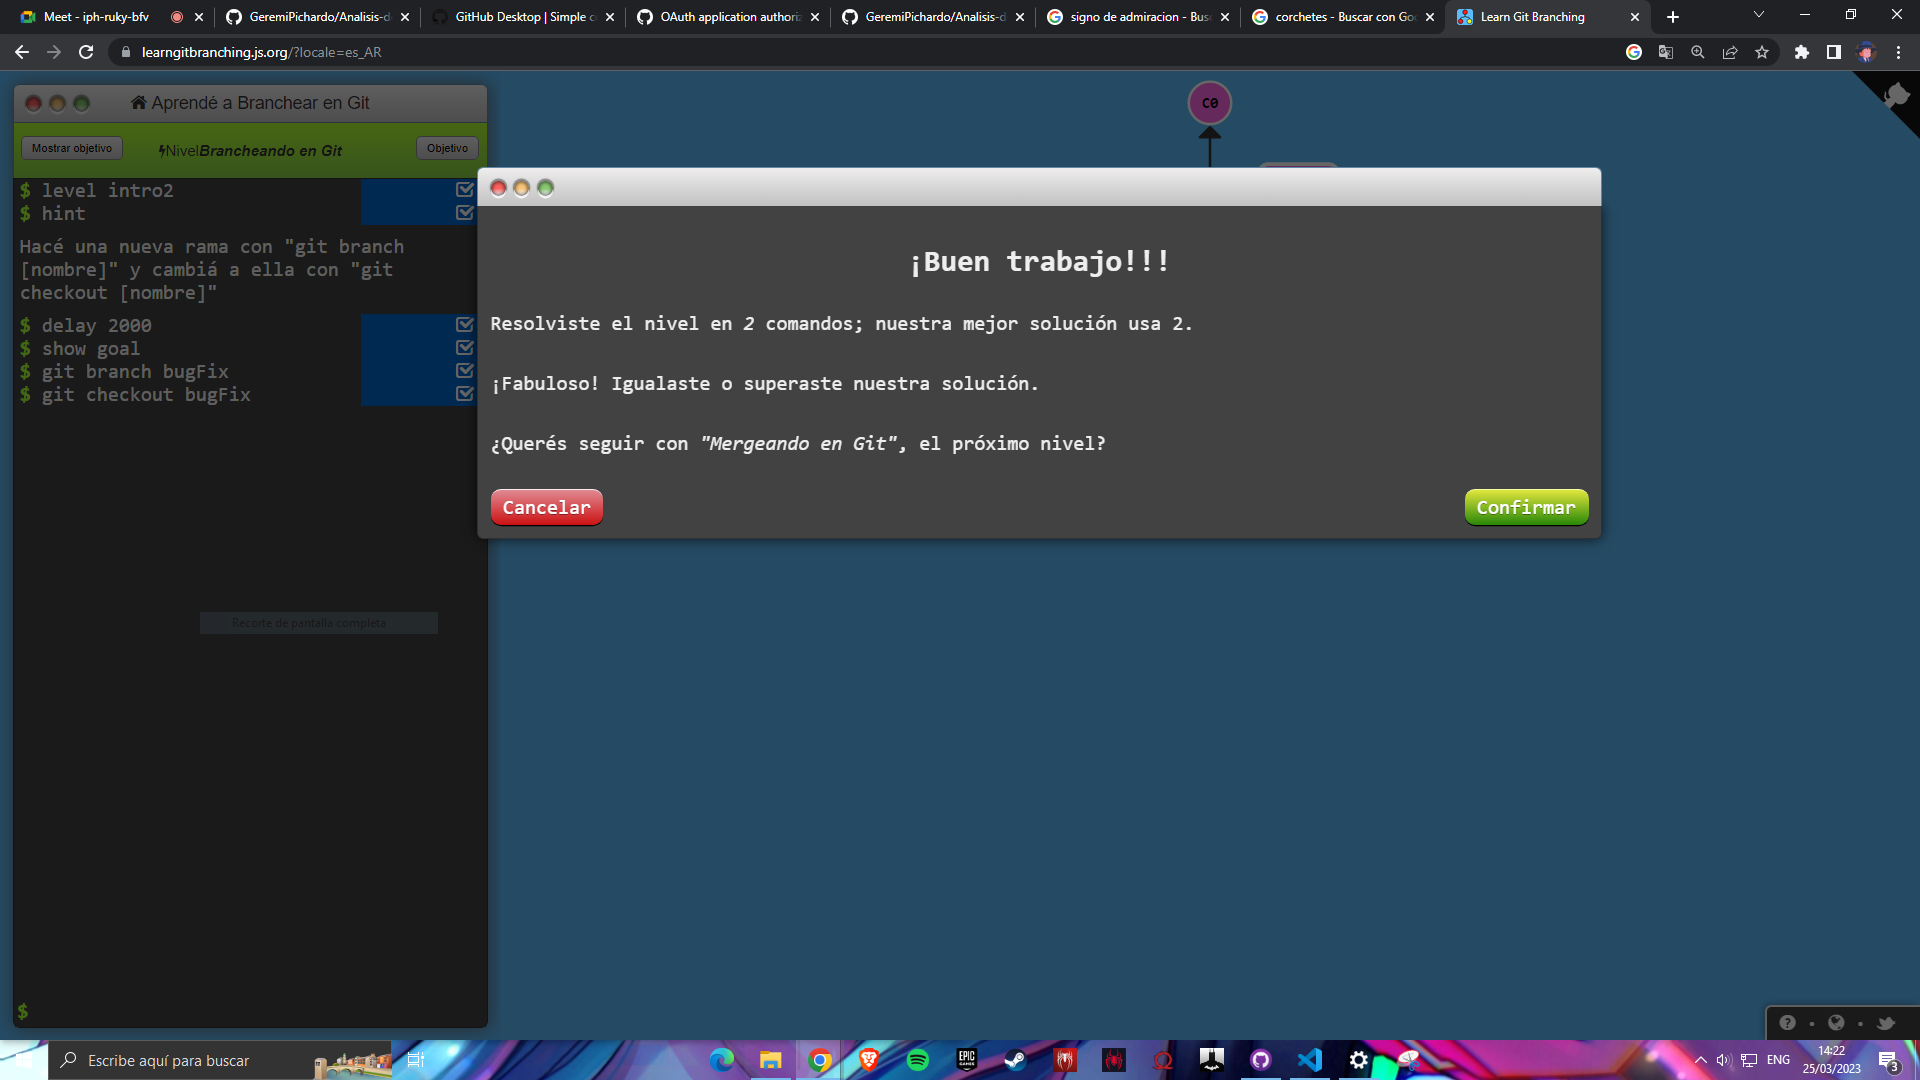 Meet - iph-ruky-bfv
GeremiPichardo/Analisis-d
GitHub Desktop | Simple c
OAuth application authoriz
GeremiPichardo/Analisis-d
signo de admiracion - Bus
corchetes - Buscar con Goo
Learn Git Branching
learngitbranching.js.org/?locale=es_AR
Aprendé a Branchear en Git
Mostrar objetivo
NivelBrancheando en Git
Objetivo
$ level intro2
$ hint
Hacé una nueva rama con "git branch
[nombre]" y cambiá a ella con "git
checkout [nombre]"
$ delay 2000
$ show goal
$ git branch bugFix
$ git checkout bugFix
Recorte de pantalla completa
$
C0
¡Buen trabajo!!!
Resolviste el nivel en 2 comandos; nuestra mejor solución usa 2.
¡Fabuloso! Igualaste o superaste nuestra solución.
¿Querés seguir con "Mergeando en Git", el próximo nivel?
Cancelar
Confirmar
Escribe aquí para buscar
EPIC
GAMES
ENG
14:22
25/03/2023
3